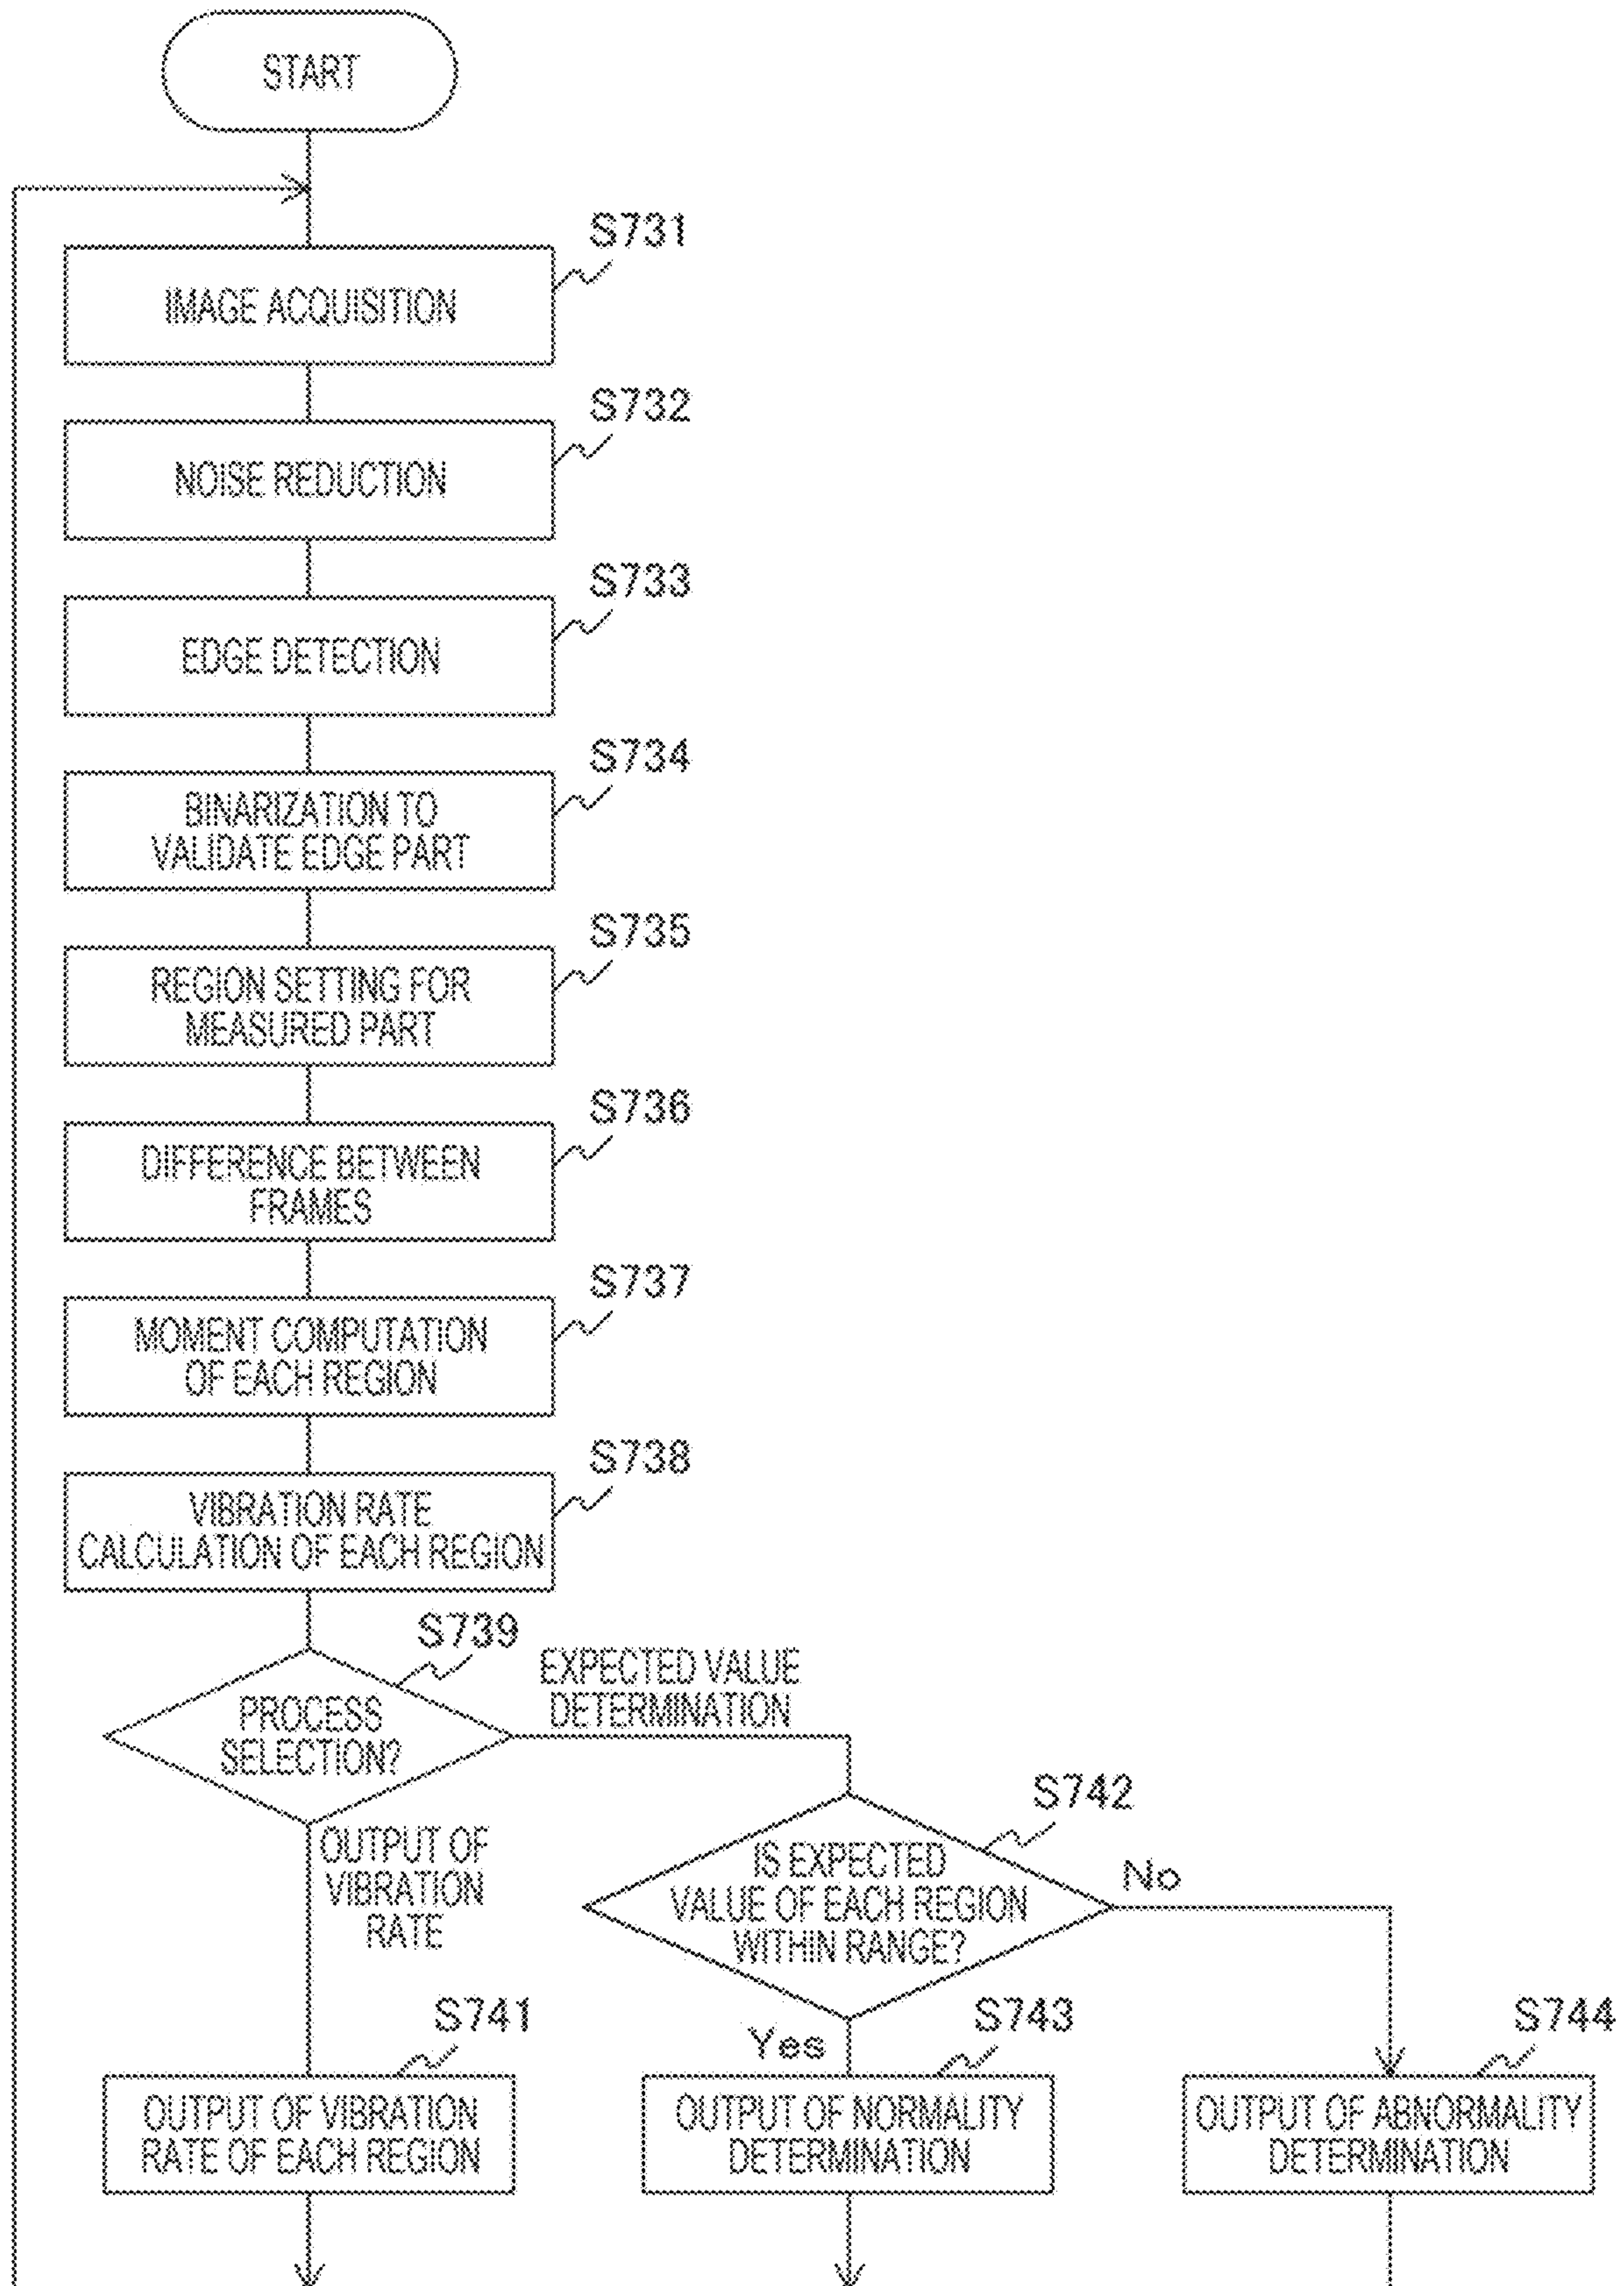 START
S731
IMAGE ACQUISITION
S732
NOISE REDUCTION
S733
EDGE DETECTION
S734
BINARIZATION TO
VALIDATE EDGE PART
S735
REGION SETTING FOR
MEASURED PART
S736
DIFFERENCE BETWEEN
FRAMES
S737
MOMENT COMPUTATION
OF EACH REGION
S738
VIBRATION RATE
CALCULATION OF EACH REGION
S739
PROCESS
SELECTION?
EXPECTED VALUE
DETERMINATION
OUTPUT OF
VIBRATION
RATE
S742
IS EXPECTED
VALUE OF EACH REGION
WITHIN RANGE?
No
Yes
S741
OUTPUT OF VIBRATION
RATE OF EACH REGION
S743
OUTPUT OF NORMALITY
DETERMINATION
S744
OUTPUT OF ABNORMALITY
DETERMINATION